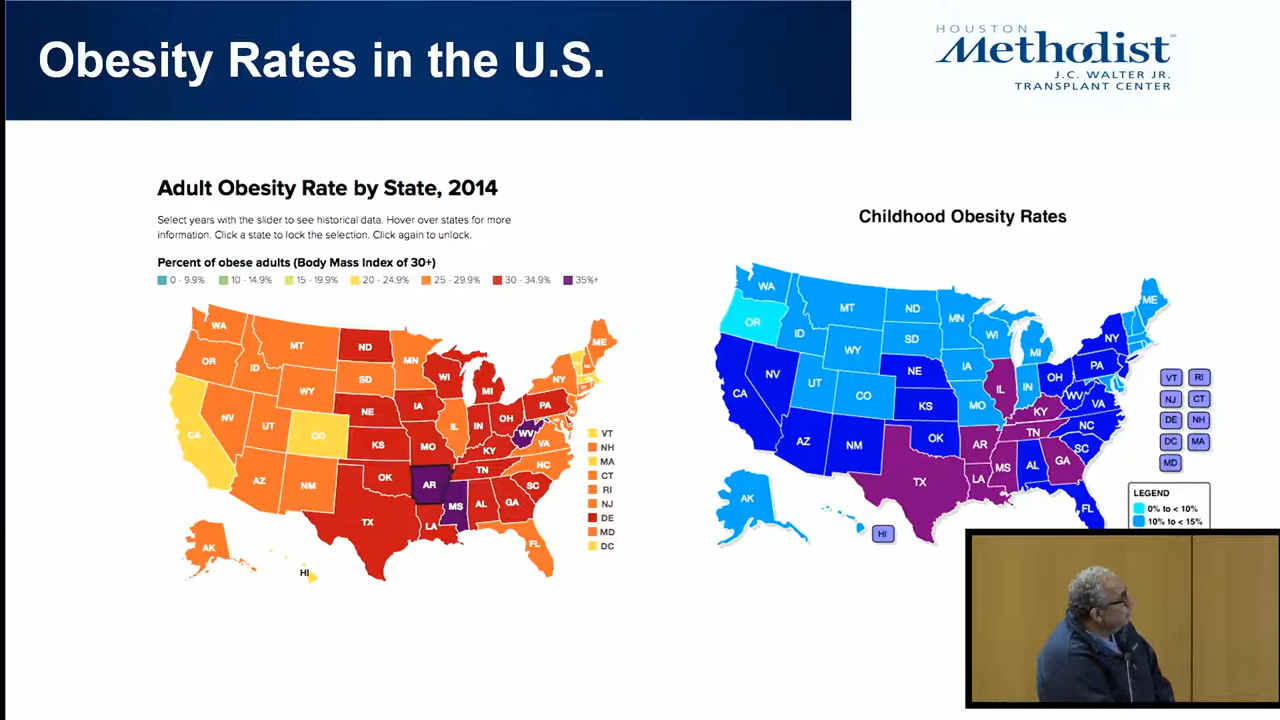 Obesity Rates in the U.S.
HOUSTON
Methodist
J.C. WALTER JR.
TRANSPLANT CENTER
Adult Obesity Rate by State, 2014
Select years with the slider to see historical data. Hover over states for more
information. Click a state to lock the selection. Click again to unlock.
Percent of obese adults (Body Mass Index of 30+)
0 - 9.9% 10 - 14.9% 15 - 19.9% 20 - 24.9% 25 - 29.9% 30 - 34.9% 35%+
WA
MT
ND
MN
ME
OR
ID
SD
WI
MI
NY
WY
NE
IA
PA
NV
UT
CO
IL
IN
OH
CA
KS
MO
WV
VA
KY
AZ
NM
OK
AR
TN
NC
SC
MS
AL
GA
TX
LA
FL
AK
HI
VT
NH
MA
CT
RI
NJ
DE
MD
DC
Childhood Obesity Rates
WA
MT
ND
MN
ME
OR
ID
SD
WI
MI
NY
WY
IA
PA
NV
NE
OH
CA
UT
CO
IL
IN
KS
MO
WV
VA
KY
AZ
NM
OK
AR
TN
NC
SC
MS
AL
GA
TX
LA
FL
AK
HI
VT RI
NJ CT
DE NH
DC MA
MD
LEGEND
0% to < 10%
10% to < 15%